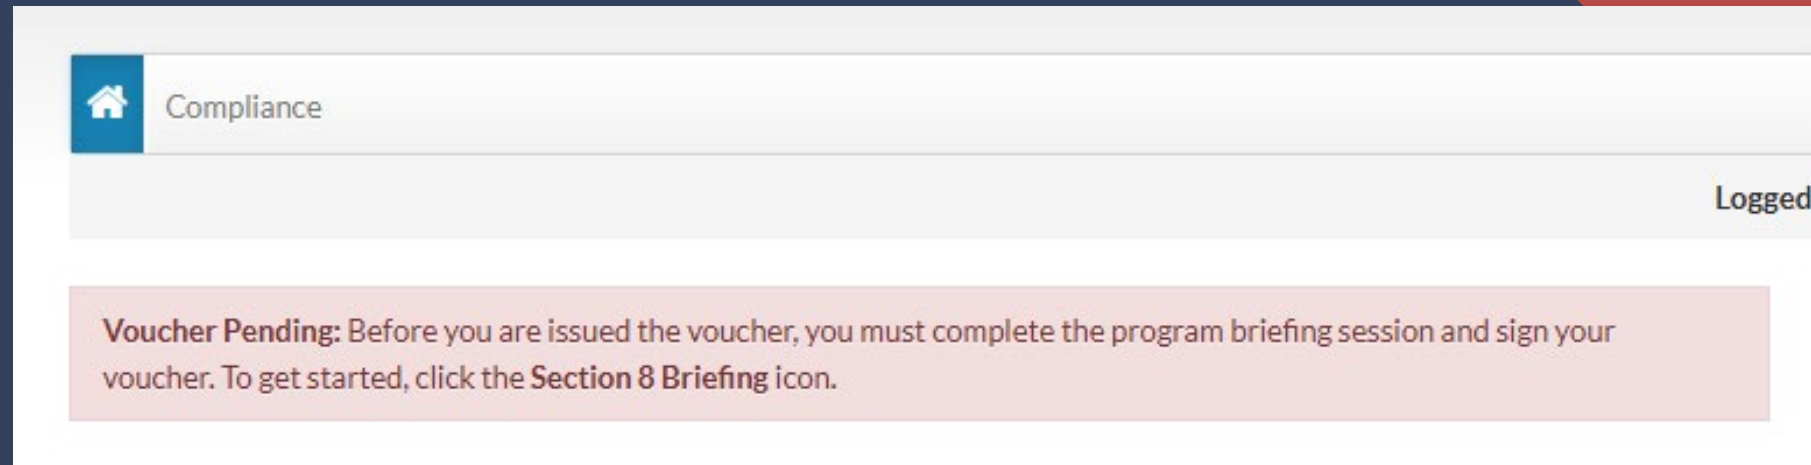 Compliance
Logged
Voucher Pending: Before you are issued the voucher, you must complete the program briefing session and sign your
voucher. To get started, click the Section 8 Briefing icon.